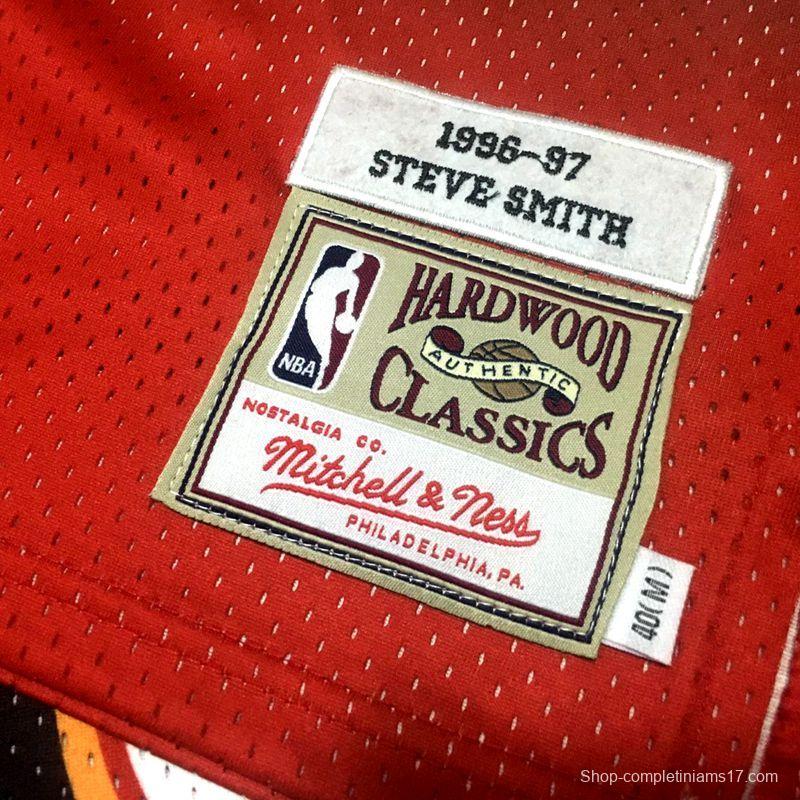 1996-97
STEVE SMITH
NBA
HARDWOOD
AUTHENTIC
CLASSICS
NOSTALGIA CO.
Mitchell & Ness
PHILADELPHIA, PA.
40(M)
Shop-completiniams17.com